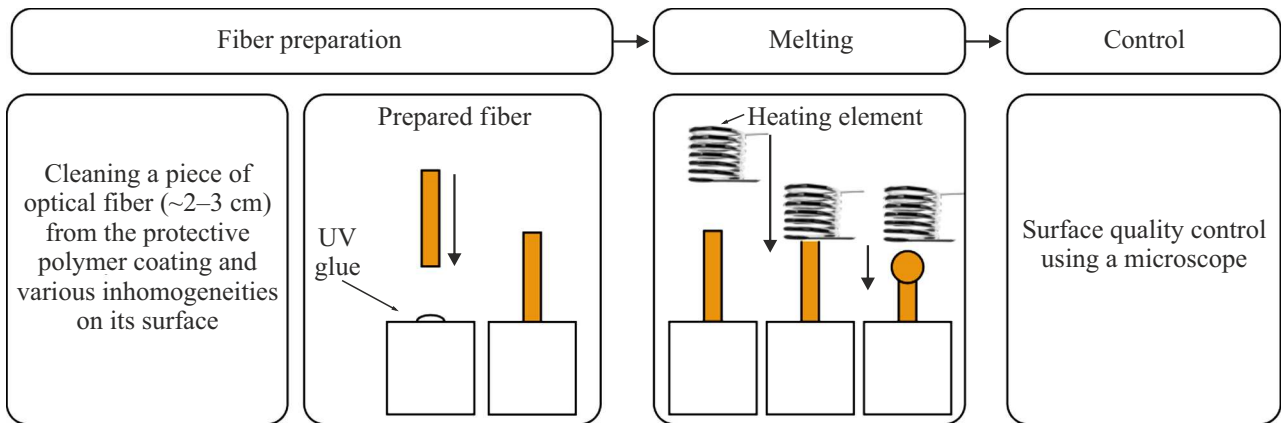 Fiber preparation
Melting
Control
Cleaning a piece of
optical fiber (~2–3 cm)
from the protective
polymer coating and
various inhomogeneities
on its surface
Prepared fiber
UV
glue
Heating element
Surface quality control
using a microscope